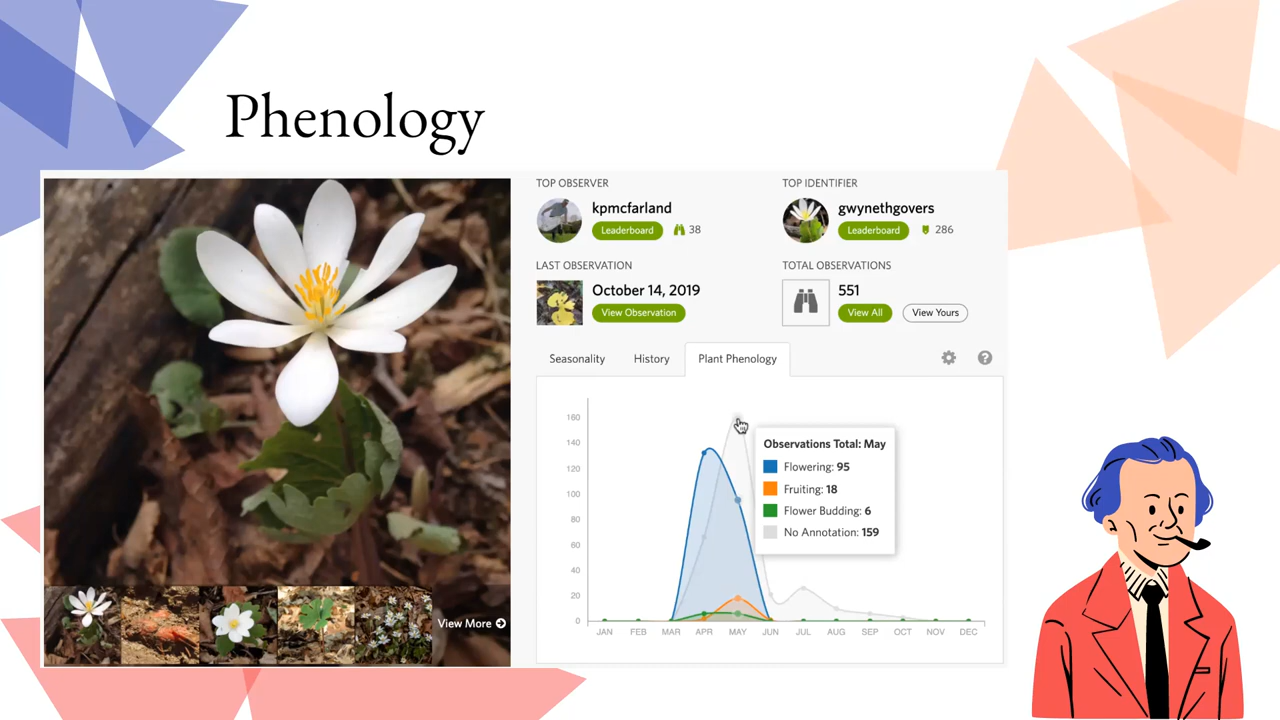 Phenology
TOP OBSERVER
kpmcfarland
Leaderboard
38
TOP IDENTIFIER
gwynethgovers
Leaderboard
286
LAST OBSERVATION
October 14, 2019
View Observation
TOTAL OBSERVATIONS
551
View All
View Yours
Seasonality
History
Plant Phenology
?
160
140
120
100
80
60
40
20
0
JAN FEB MAR APR MAY JUN JUL AUG SEP OCT NOV DEC
Observations Total: May
Flowering: 95
Fruiting: 18
Flower Budding: 6
No Annotation: 159
View More